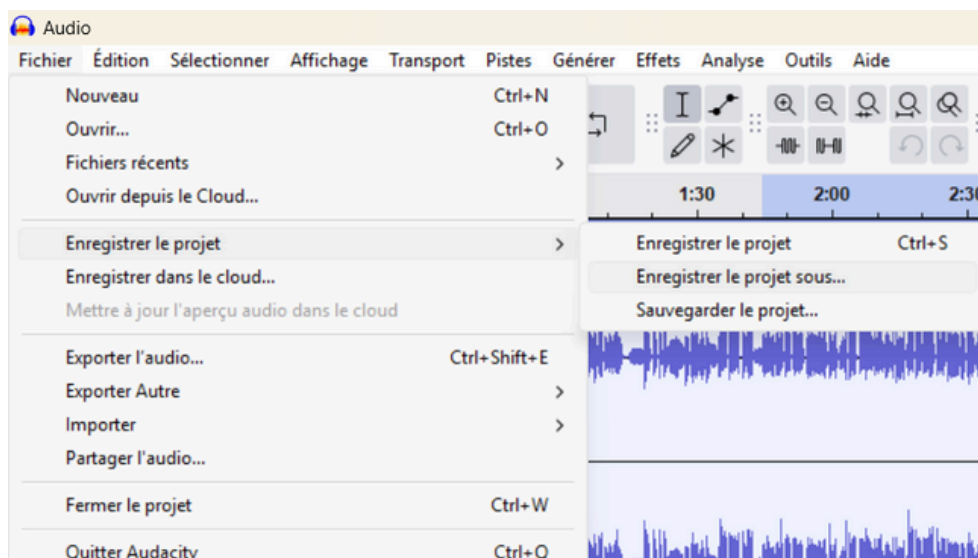 Audio
Fichier Édition Sélectionner Affichage Transport Pistes Générer Effets Analyse Outils Aide
Nouveau Ctrl+N
Ouvrir... Ctrl+O
Fichiers récents
Ouvrir depuis le Cloud...
1:30 2:00 2:30
Enregistrer le projet
Enregistrer le projet Ctrl+S
Enregistrer dans le cloud...
Enregistrer le projet sous...
Mettre à jour l'aperçu audio dans le cloud
Sauvegarder le projet...
Exporter l'audio... Ctrl+Shift+E
Exporter Autre
Importer
Partager l'audio...
Fermer le projet Ctrl+W
Quitter Audacity Ctrl+Q